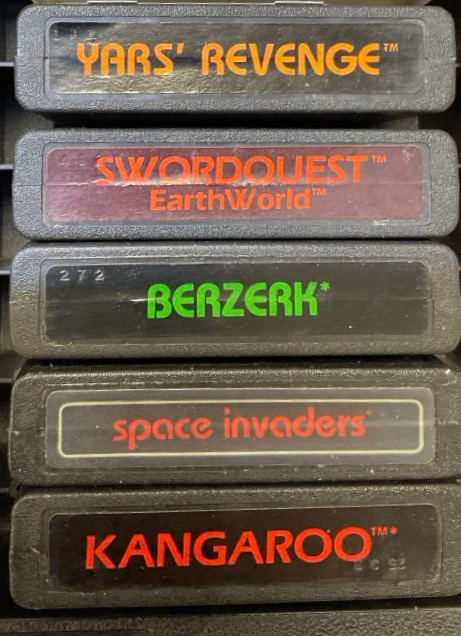 YARS' REVENGE™
SWORDQUEST™
EarthWorld™
272
BERZERK*
space invaders*
KANGAROO™*